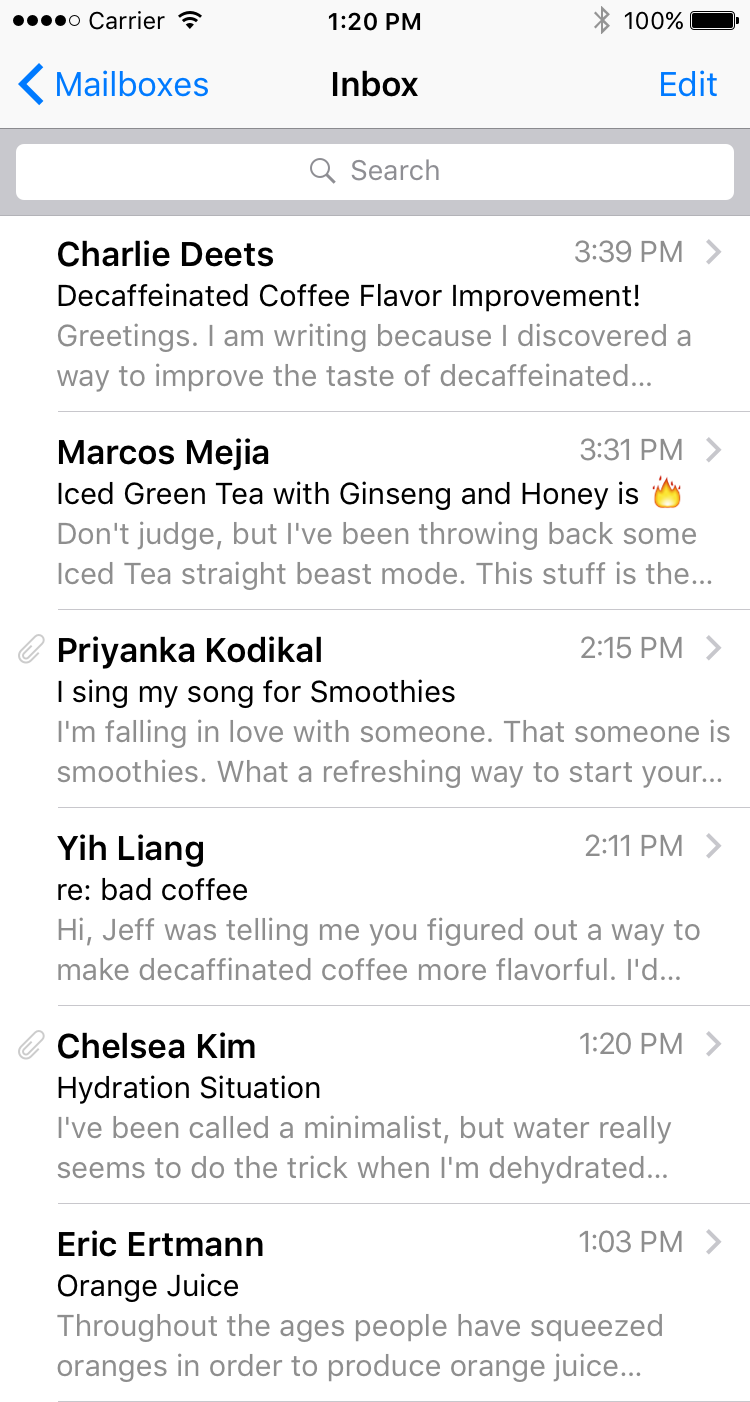 Carrier 1:20 PM 100%
Mailboxes Inbox Edit
Search
Charlie Deets 3:39 PM
Decaffeinated Coffee Flavor Improvement!
Greetings. I am writing because I discovered a
way to improve the taste of decaffeinated...
Marcos Mejia 3:31 PM
Iced Green Tea with Ginseng and Honey is 🔥
Don't judge, but I've been throwing back some
Iced Tea straight beast mode. This stuff is the...
Priyanka Kodikal 2:15 PM
I sing my song for Smoothies
I'm falling in love with someone. That someone is
smoothies. What a refreshing way to start your...
Yih Liang 2:11 PM
re: bad coffee
Hi, Jeff was telling me you figured out a way to
make decaffinated coffee more flavorful. I'd...
Chelsea Kim 1:20 PM
Hydration Situation
I've been called a minimalist, but water really
seems to do the trick when I'm dehydrated...
Eric Ertmann 1:03 PM
Orange Juice
Throughout the ages people have squeezed
oranges in order to produce orange juice...